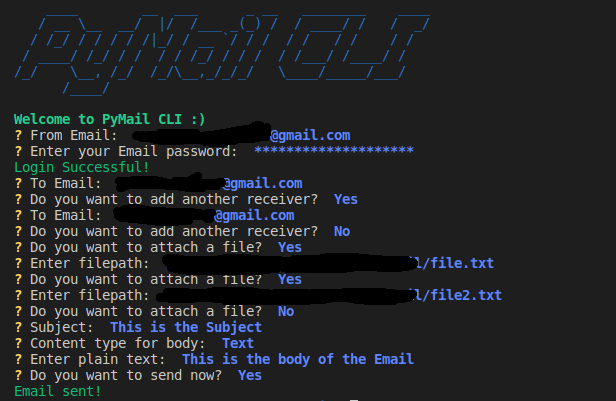 PyMail CLI
Welcome to PyMail CLI :)
? From Email: @gmail.com
? Enter your Email password: ********************
Login Successful!
? To Email: @gmail.com
? Do you want to add another receiver? Yes
? To Email: @gmail.com
? Do you want to add another receiver? No
? Do you want to attach a file? Yes
? Enter filepath: l/file.txt
? Do you want to attach a file? Yes
? Enter filepath: l/file2.txt
? Do you want to attach a file? No
? Subject: This is the Subject
? Content type for body: Text
? Enter plain text: This is the body of the Email
? Do you want to send now? Yes
Email sent!